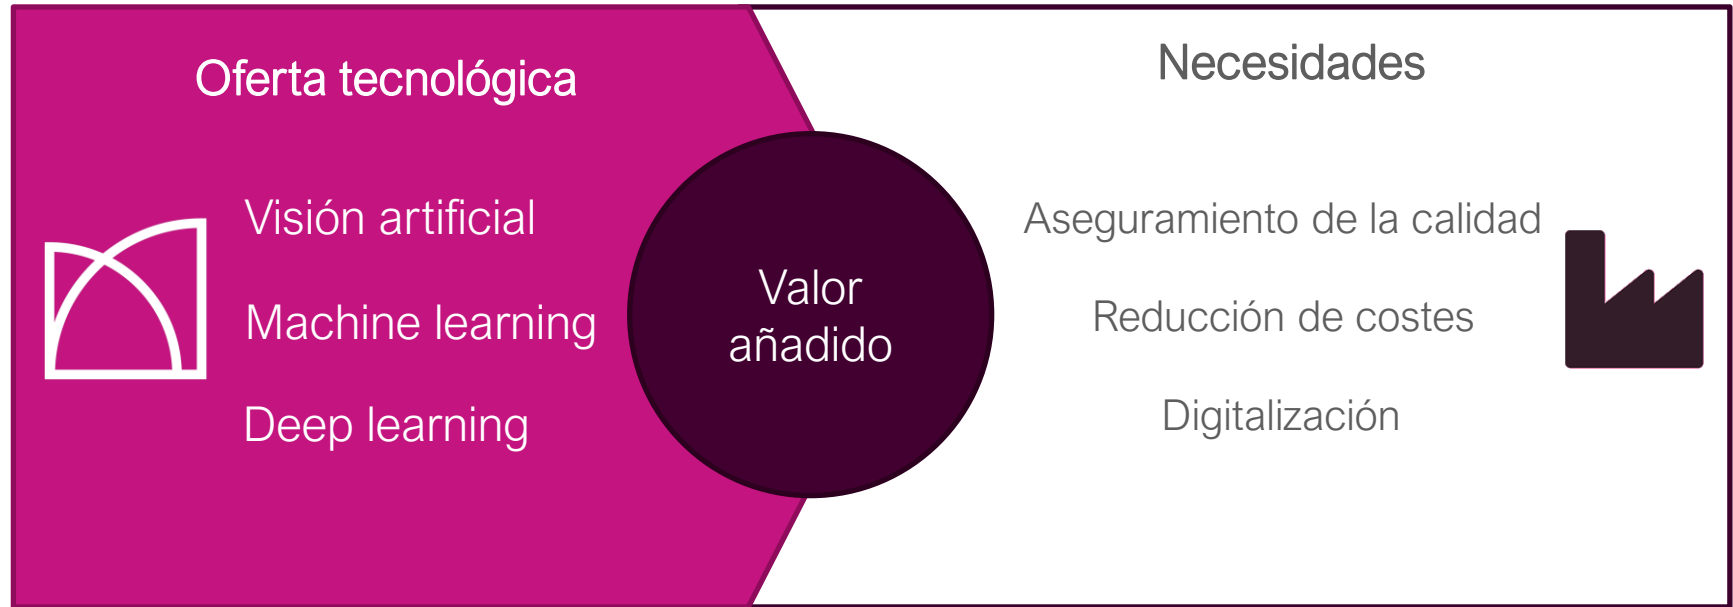 Oferta tecnológica
Visión artificial
Machine learning
Deep learning
Valor
añadido
Necesidades
Aseguramiento de la calidad
Reducción de costes
Digitalización